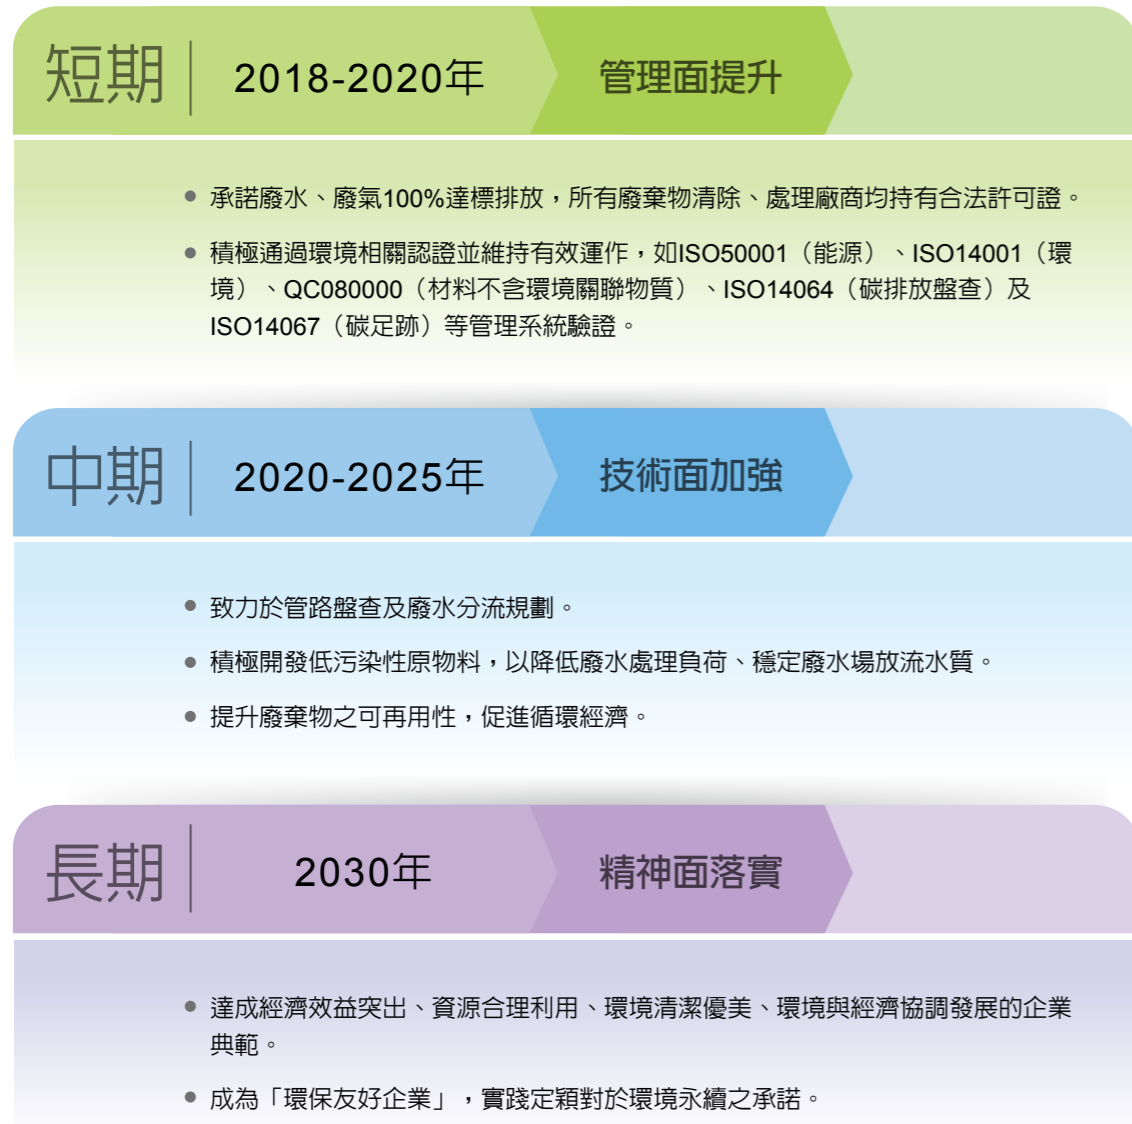 短期 2018-2020年 管理面提升
承諾廢水、廢氣100%達標排放，所有廢棄物清除、處理廠商均持有合法許可證。
積極通過環境相關認證並維持有效運作，如ISO50001（能源）、ISO14001（環
境）、QC080000（材料不含環境關聯物質）、ISO14064（碳排放盤查）及
ISO14067（碳足跡）等管理系統驗證。
中期 2020-2025年 技術面加強
致力於管路盤查及廢水分流規劃。
積極開發低污染性原物料，以降低廢水處理負荷、穩定廢水場放流水質。
提升廢棄物之可再用性，促進循環經濟。
長期 2030年 精神面落實
達成經濟效益突出、資源合理利用、環境清潔優美、環境與經濟協調發展的企業
典範。
成為「環保友好企業」，實踐定穎對於環境永續之承諾。